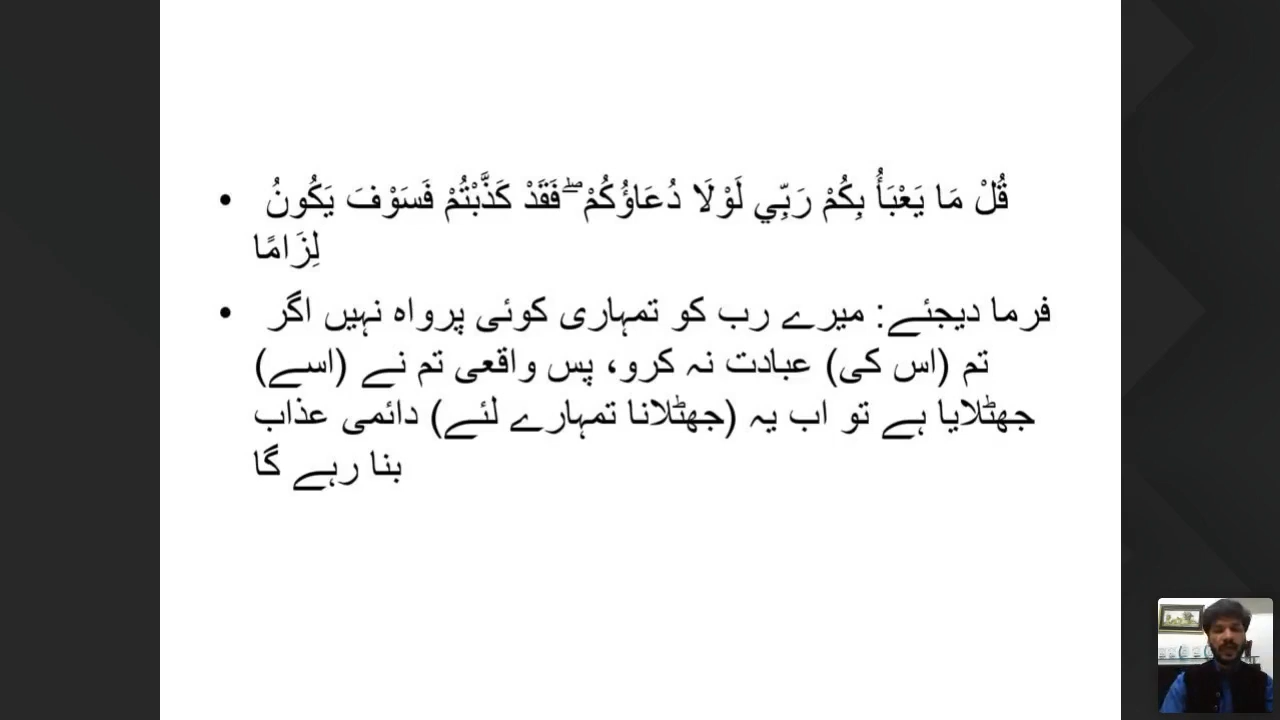 • قُلْ مَا يَعْبَأُ بِكُمْ رَبِّي لَوْلَا دُعَاؤُكُمْ ۖ فَقَدْ كَذَّبْتُمْ فَسَوْفَ يَكُونُ
لِزَامًا
• فرما دیجئے: میرے رب کو تمہاری کوئی پرواہ نہیں اگر
تم (اس کی) عبادت نہ کرو، پس واقعی تم نے (اسے)
جھٹلایا ہے تو اب یہ (جھٹلانا تمہارے لئے) دائمی عذاب
بنا رہے گا